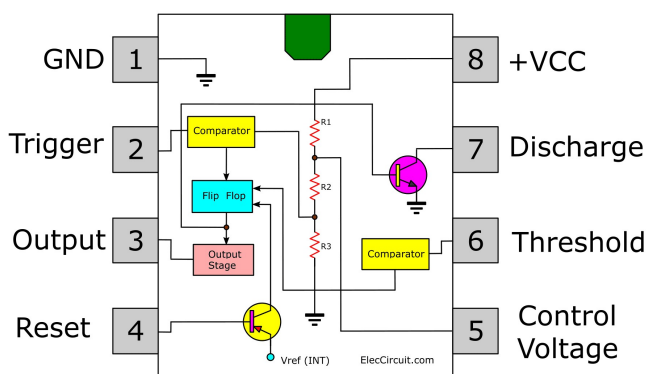 GND 1
8 +VCC
Trigger 2
Comparator
R1
7 Discharge
Flip Flop
R2
Output 3
Output
Stage
R3
Comparator
6 Threshold
Reset 4
Vref (INT)
ElecCircuit.com
5 Control
Voltage